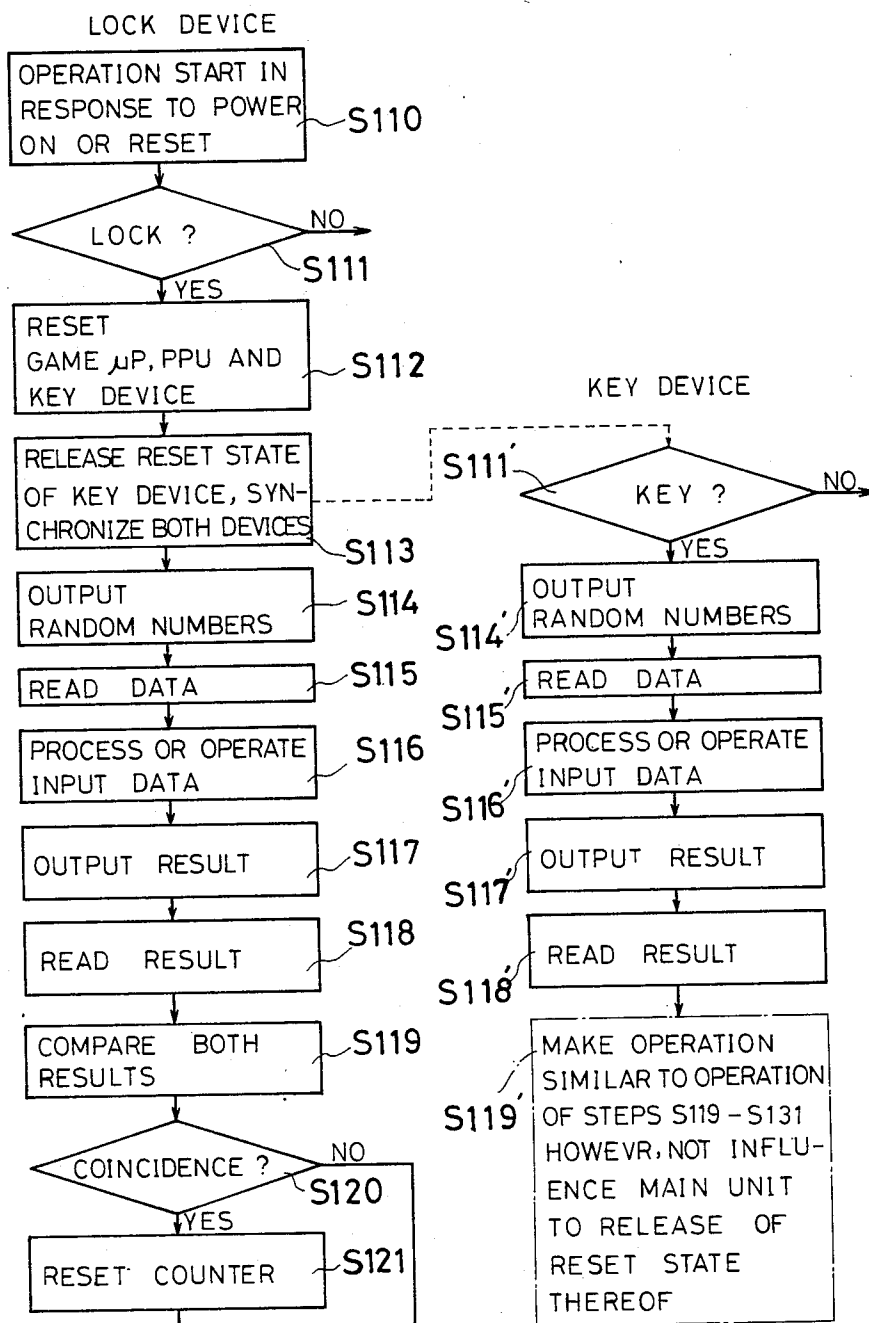 LOCK DEVICE
OPERATION START IN
RESPONSE TO POWER
ON OR RESET
S110
LOCK ?
NO
S111
YES
RESET
GAME μP, PPU AND
KEY DEVICE
S112
RELEASE RESET STATE
OF KEY DEVICE, SYN-
CHRONIZE BOTH DEVICES
S113
OUTPUT
RANDOM NUMBERS
S114
READ DATA
S115
PROCESS OR OPERATE
INPUT DATA
S116
OUTPUT RESULT
S117
READ RESULT
S118
COMPARE BOTH
RESULTS
S119
COINCIDENCE ?
NO
S120
YES
RESET COUNTER
S121
KEY DEVICE
S111'
KEY ?
NO
YES
OUTPUT
RANDOM NUMBERS
S114'
READ DATA
S115'
PROCESS OR OPERATE
INPUT DATA
S116'
OUTPUT RESULT
S117'
READ RESULT
S118'
MAKE OPERATION
SIMILAR TO OPERATION
OF STEPS S119-S131
HOWEVR, NOT INFLU-
ENCE MAIN UNIT
TO RELEASE OF
RESET STATE
THEREOF
S119'